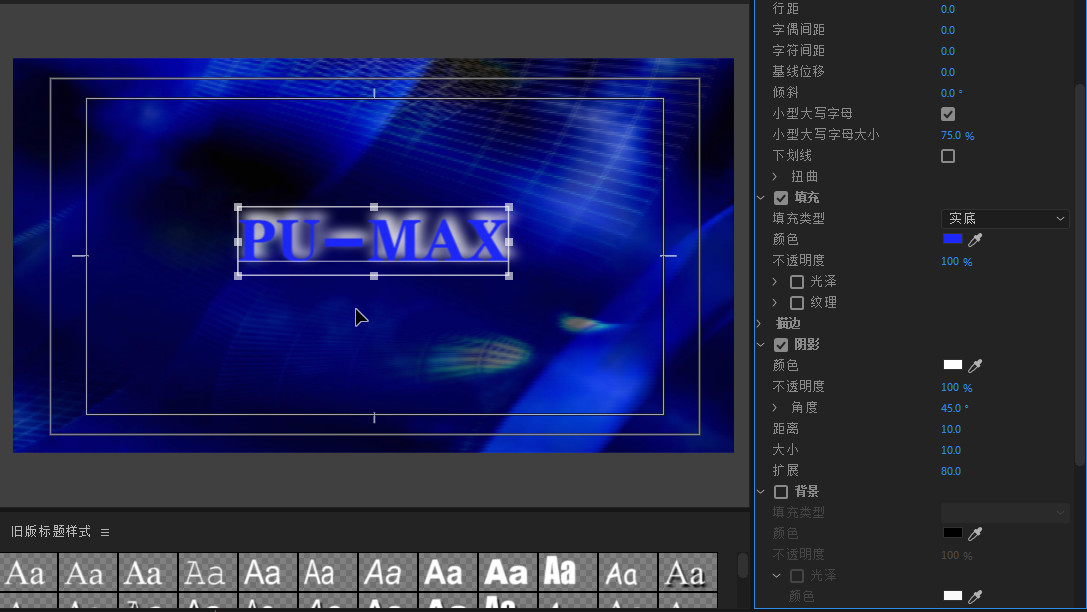 PU-MAX
行距 0.0
字偶间距 0.0
字符间距 0.0
基线位移 0.0
倾斜 0.0 °
小型大写字母
小型大写字母大小 75.0 %
下划线
扭曲
填充
填充类型 实底
颜色
不透明度 100 %
光泽
纹理
描边
阴影
颜色
不透明度 100 %
角度 45.0 °
距离 10.0
大小 10.0
扩展 80.0
背景
填充类型
颜色
不透明度 100 %
光泽
颜色
旧版标题样式
Aa Aa Aa Aa Aa Aa Aa Aa Aa Aa Aa Aa